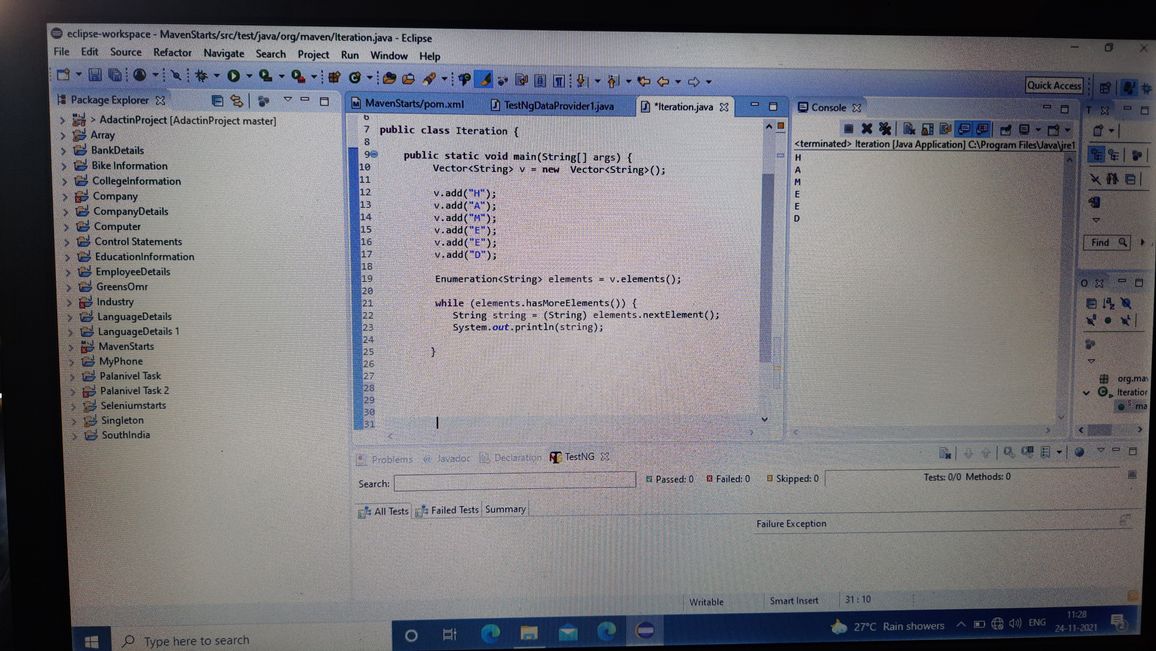 eclipse-workspace - MavenStarts/src/test/java/org/maven/Iteration.java - Eclipse
File Edit Source Refactor Navigate Search Project Run Window Help
Quick Access
Package Explorer
> AdactinProject [AdactinProject master]
Array
BankDetails
Bike Information
CollegeInformation
Company
CompanyDetails
Computer
Control Statements
EducationInformation
EmployeeDetails
GreensOmr
Industry
LanguageDetails
LanguageDetails 1
MavenStarts
MyPhone
Palanivel Task
Palanivel Task 2
Seleniumstarts
Singleton
SouthIndia
MavenStarts/pom.xml TestNgDataProvider1.java *Iteration.java
6
7 public class Iteration {
8
9 public static void main(String[] args) {
10 Vector<String> v = new Vector<String>();
11
12 v.add("H");
13 v.add("A");
14 v.add("M");
15 v.add("E");
16 v.add("E");
17 v.add("D");
18
19 Enumeration<String> elements = v.elements();
20
21 while (elements.hasMoreElements()) {
22 String string = (String) elements.nextElement();
23 System.out.println(string);
24
25 }
26
27
28
29
30
31
Console
<terminated> Iteration [Java Application] C:\Program Files\Java\jre1
H
A
M
E
E
D
Find
org.ma
Iteration
ma
Problems Javadoc Declaration TestNG
Search: Passed: 0 Failed: 0 Skipped: 0 Tests: 0/0 Methods: 0
All Tests Failed Tests Summary
Failure Exception
Writable Smart Insert 31 : 10
Type here to search
27°C Rain showers ENG
11:28
24-11-2021